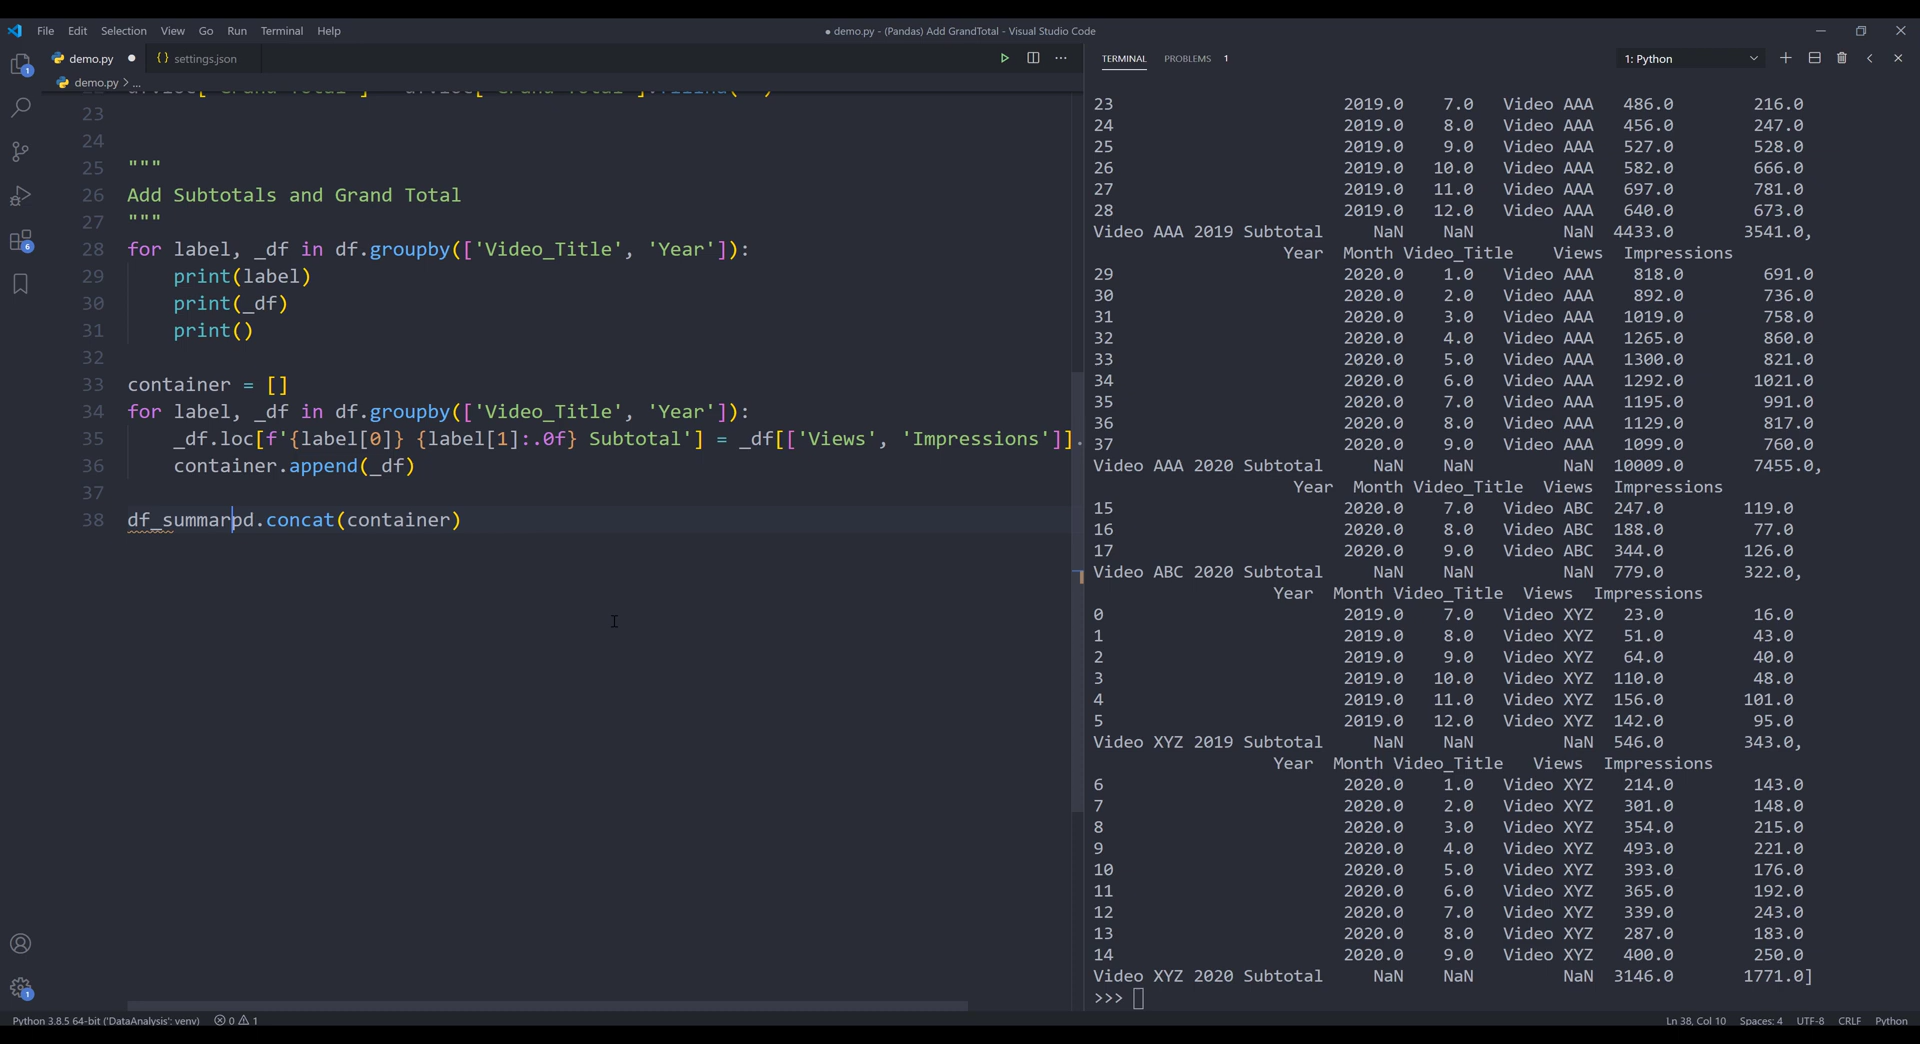 File Edit Selection View Go Run Terminal Help
● demo.py - (Pandas) Add GrandTotal - Visual Studio Code
demo.py ●
settings.json
demo.py > ...
23
24
25 """
26 Add Subtotals and Grand Total
27 """
28 for label, _df in df.groupby(['Video_Title', 'Year']):
29 print(label)
30 print(_df)
31 print()
32
33 container = []
34 for label, _df in df.groupby(['Video_Title', 'Year']):
35 _df.loc[f'{label[0]} {label[1]:.0f} Subtotal'] = _df[['Views', 'Impressions']].
36 container.append(_df)
37
38 df_summarpd.concat(container)
TERMINAL PROBLEMS 1
1: Python
23 2019.0 7.0 Video AAA 486.0 216.0
24 2019.0 8.0 Video AAA 456.0 247.0
25 2019.0 9.0 Video AAA 527.0 528.0
26 2019.0 10.0 Video AAA 582.0 666.0
27 2019.0 11.0 Video AAA 697.0 781.0
28 2019.0 12.0 Video AAA 640.0 673.0
Video AAA 2019 Subtotal NaN NaN NaN 4433.0 3541.0,
Year Month Video_Title Views Impressions
29 2020.0 1.0 Video AAA 818.0 691.0
30 2020.0 2.0 Video AAA 892.0 736.0
31 2020.0 3.0 Video AAA 1019.0 758.0
32 2020.0 4.0 Video AAA 1265.0 860.0
33 2020.0 5.0 Video AAA 1300.0 821.0
34 2020.0 6.0 Video AAA 1292.0 1021.0
35 2020.0 7.0 Video AAA 1195.0 991.0
36 2020.0 8.0 Video AAA 1129.0 817.0
37 2020.0 9.0 Video AAA 1099.0 760.0
Video AAA 2020 Subtotal NaN NaN NaN 10009.0 7455.0,
Year Month Video_Title Views Impressions
15 2020.0 7.0 Video ABC 247.0 119.0
16 2020.0 8.0 Video ABC 188.0 77.0
17 2020.0 9.0 Video ABC 344.0 126.0
Video ABC 2020 Subtotal NaN NaN NaN 779.0 322.0,
Year Month Video_Title Views Impressions
0 2019.0 7.0 Video XYZ 23.0 16.0
1 2019.0 8.0 Video XYZ 51.0 43.0
2 2019.0 9.0 Video XYZ 64.0 40.0
3 2019.0 10.0 Video XYZ 110.0 48.0
4 2019.0 11.0 Video XYZ 156.0 101.0
5 2019.0 12.0 Video XYZ 142.0 95.0
Video XYZ 2019 Subtotal NaN NaN NaN 546.0 343.0,
Year Month Video_Title Views Impressions
6 2020.0 1.0 Video XYZ 214.0 143.0
7 2020.0 2.0 Video XYZ 301.0 148.0
8 2020.0 3.0 Video XYZ 354.0 215.0
9 2020.0 4.0 Video XYZ 493.0 221.0
10 2020.0 5.0 Video XYZ 393.0 176.0
11 2020.0 6.0 Video XYZ 365.0 192.0
12 2020.0 7.0 Video XYZ 339.0 243.0
13 2020.0 8.0 Video XYZ 287.0 183.0
14 2020.0 9.0 Video XYZ 400.0 250.0
Video XYZ 2020 Subtotal NaN NaN NaN 3146.0 1771.0]
>>>
1
6
1
Python 3.8.5 64-bit ('DataAnalysis': venv) 0 1
Ln 38, Col 10 Spaces: 4 UTF-8 CRLF Python